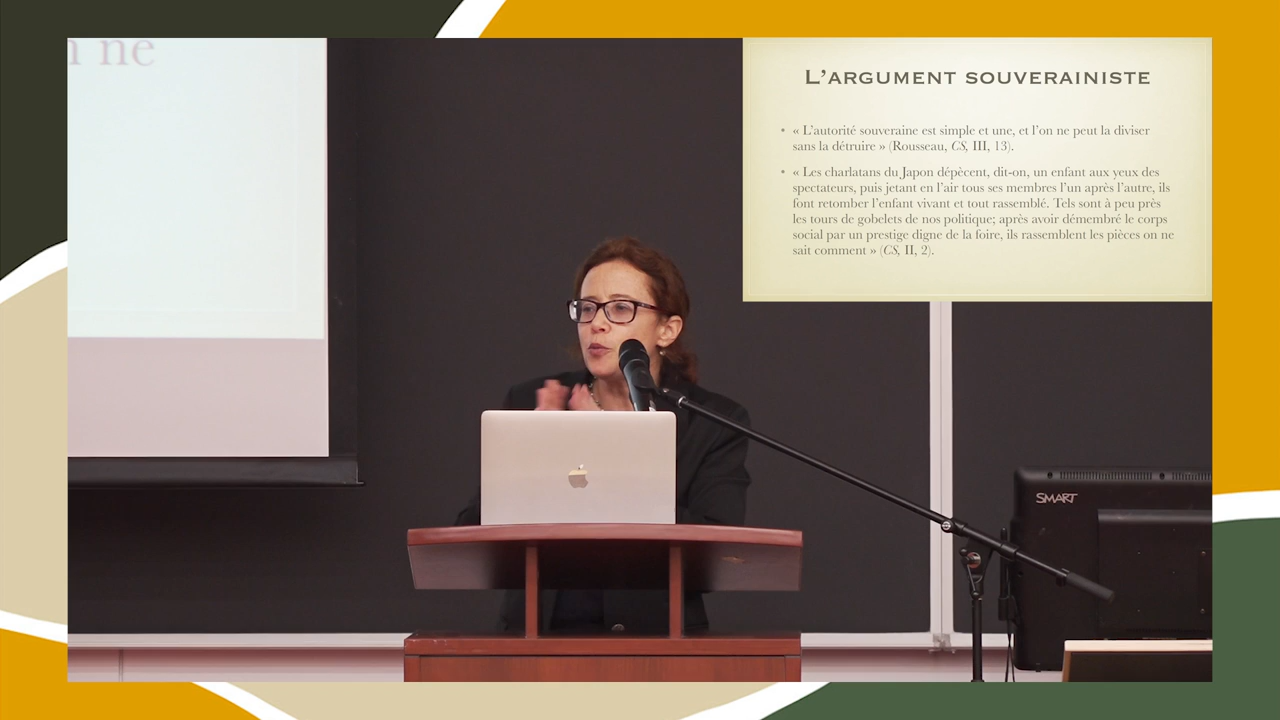 n ne
L'ARGUMENT SOUVERAINISTE
• « L'autorité souveraine est simple et une, et l'on ne peut la diviser
sans la détruire » (Rousseau, CS, III, 13).
• « Les charlatans du Japon dépècent, dit-on, un enfant aux yeux des
spectateurs, puis jetant en l'air tous ses membres l'un après l'autre, ils
font retomber l'enfant vivant et tout rassemblé. Tels sont à peu près
les tours de gobelets de nos politique; après avoir démembré le corps
social par un prestige digne de la foire, ils rassemblent les pièces on ne
sait comment » (CS, II, 2).
SMART